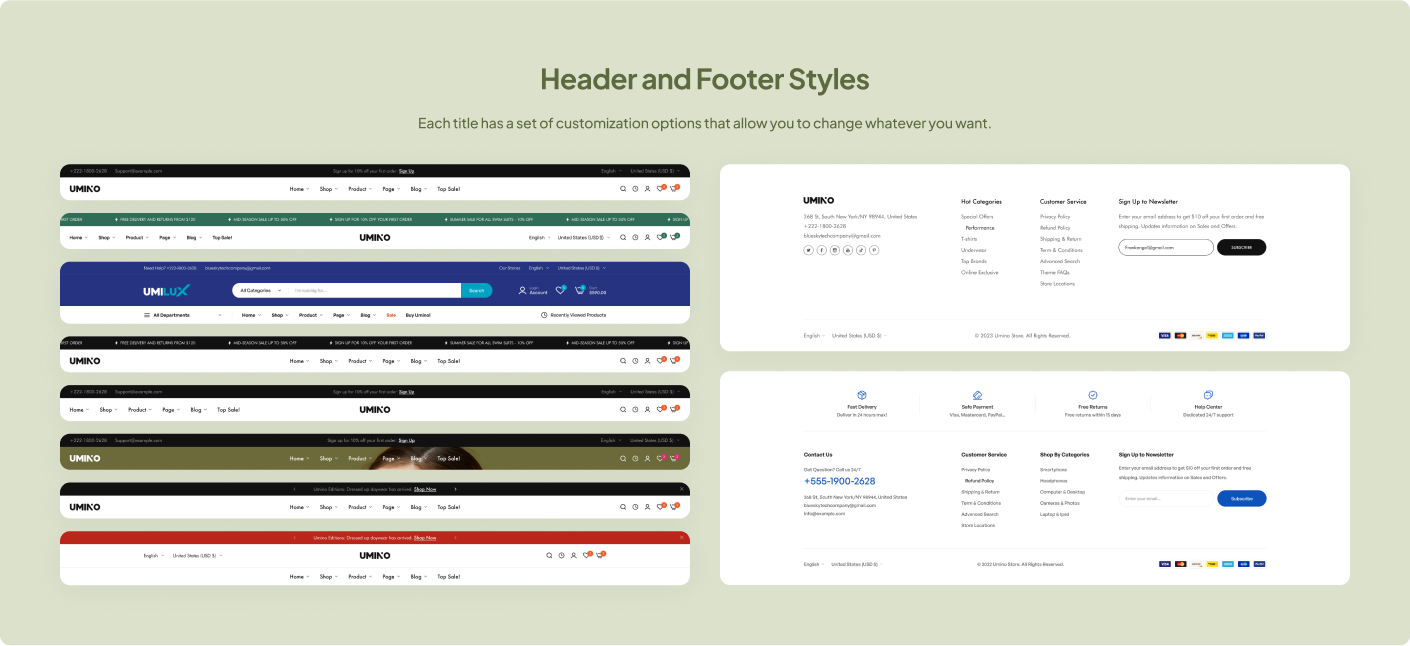 Header and Footer Styles
Each title has a set of customization options that allow you to change whatever you want.
+222-1800-2628 Support@example.com Sign up for 10% off your first order. Sign Up English United States (USD $)
UMINO Home Shop Product Page Blog Top Sale!
FREE DELIVERY AND RETURNS FROM $120 MID-SEASON SALE UP TO 50% OFF SIGN UP FOR 10% OFF YOUR FIRST ORDER SUMMER SALE FOR ALL SWIM SUITS - 10% OFF MID-SEASON SALE UP TO 50% OFF SIGN UP
Home Shop Product Page Blog Top Sale! UMINO English United States (USD $)
Need Help? +222-1800-2628 blueskytechcompany@gmail.com Our Stores English United States (USD $)
UMILUX All Categories I'm looking for... Search Login Account Cart $590.00
All Departments Home Shop Product Page Blog Sale Buy Umino! Recently Viewed Products
FREE DELIVERY AND RETURNS FROM $120 MID-SEASON SALE UP TO 50% OFF SIGN UP FOR 10% OFF YOUR FIRST ORDER SUMMER SALE FOR ALL SWIM SUITS - 10% OFF MID-SEASON SALE UP TO 50% OFF SIGN UP
UMINO Home Shop Product Page Blog Top Sale!
+222-1800-2628 Support@example.com Sign up for 10% off your first order. Sign Up English United States (USD $)
Home Shop Product Page Blog Top Sale! UMINO
+222-1800-2628 Support@example.com Sign up for 10% off your first order. Sign Up English United States (USD $)
UMINO Home Shop Product Page Blog Top Sale!
Umino Editions: Dressed up daywear has arrived. Shop Now
UMINO Home Shop Product Page Blog Top Sale!
Umino Editions: Dressed up daywear has arrived. Shop Now
English United States (USD $) UMINO
Home Shop Product Page Blog Top Sale!
UMINO Hot Categories Customer Service Sign Up to Newsletter
268 St, South New York/NY 98944, United States Special Offers Privacy Policy Enter your email address to get $10 off your first order and free
+222-1800-2628 Performance Refund Policy shipping. Updates information on Sales and Offers.
blueskytechcompany@gmail.com T-shirts Shipping & Return
Underwear Term & Conditions Frankangel@gmail.com SUBSCRIBE
Top Brands Advanced Search
Online Exclusive Theme FAQs
Store Locations
English United States (USD $) © 2023 Umino Store. All Rights Reserved.
Fast Delivery Safe Payment Free Returns Help Center
Deliver in 24 hours max! Visa, Mastercard, PayPal... Free returns within 15 days Dedicated 24/7 support
Contact Us Customer Service Shop By Categories Sign Up to Newsletter
Got Question? Call us 24/7 Privacy Policy Smartphone Enter your email address to get $10 off your first order and free
+555-1900-2628 Refund Policy Headphones shipping. Updates information on Sales and Offers.
268 St, South New York/NY 98944, United States Shipping & Return Computer & Desktop Enter your email... Subscribe
blueskytechcompany@gmail.com Term & Conditions Cameras & Photos
info@example.com Advanced Search Laptop & Ipad
Store Locations
English United States (USD $) © 2022 Umino Store. All Rights Reserved.